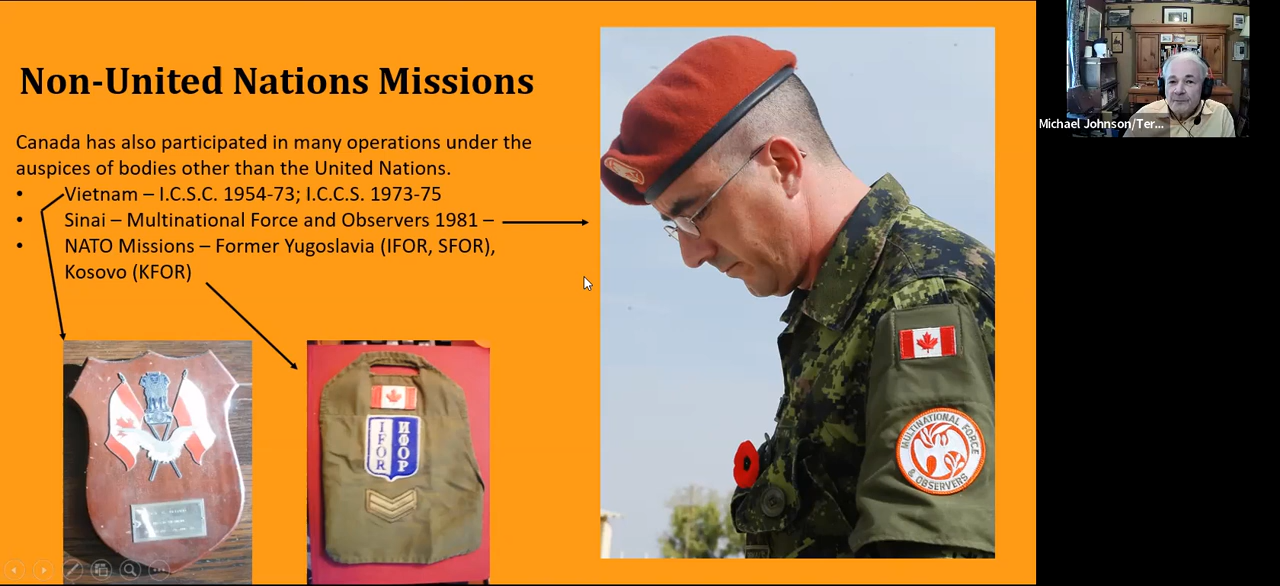 Non-United Nations Missions
Canada has also participated in many operations under the
auspices of bodies other than the United Nations.
• Vietnam – I.C.S.C. 1954-73; I.C.C.S. 1973-75
• Sinai – Multinational Force and Observers 1981 –
• NATO Missions – Former Yugoslavia (IFOR, SFOR),
Kosovo (KFOR)
IFOR
ИФОР
MULTINATIONAL FORCE
& OBSERVERS
Michael Johnson/Ter...